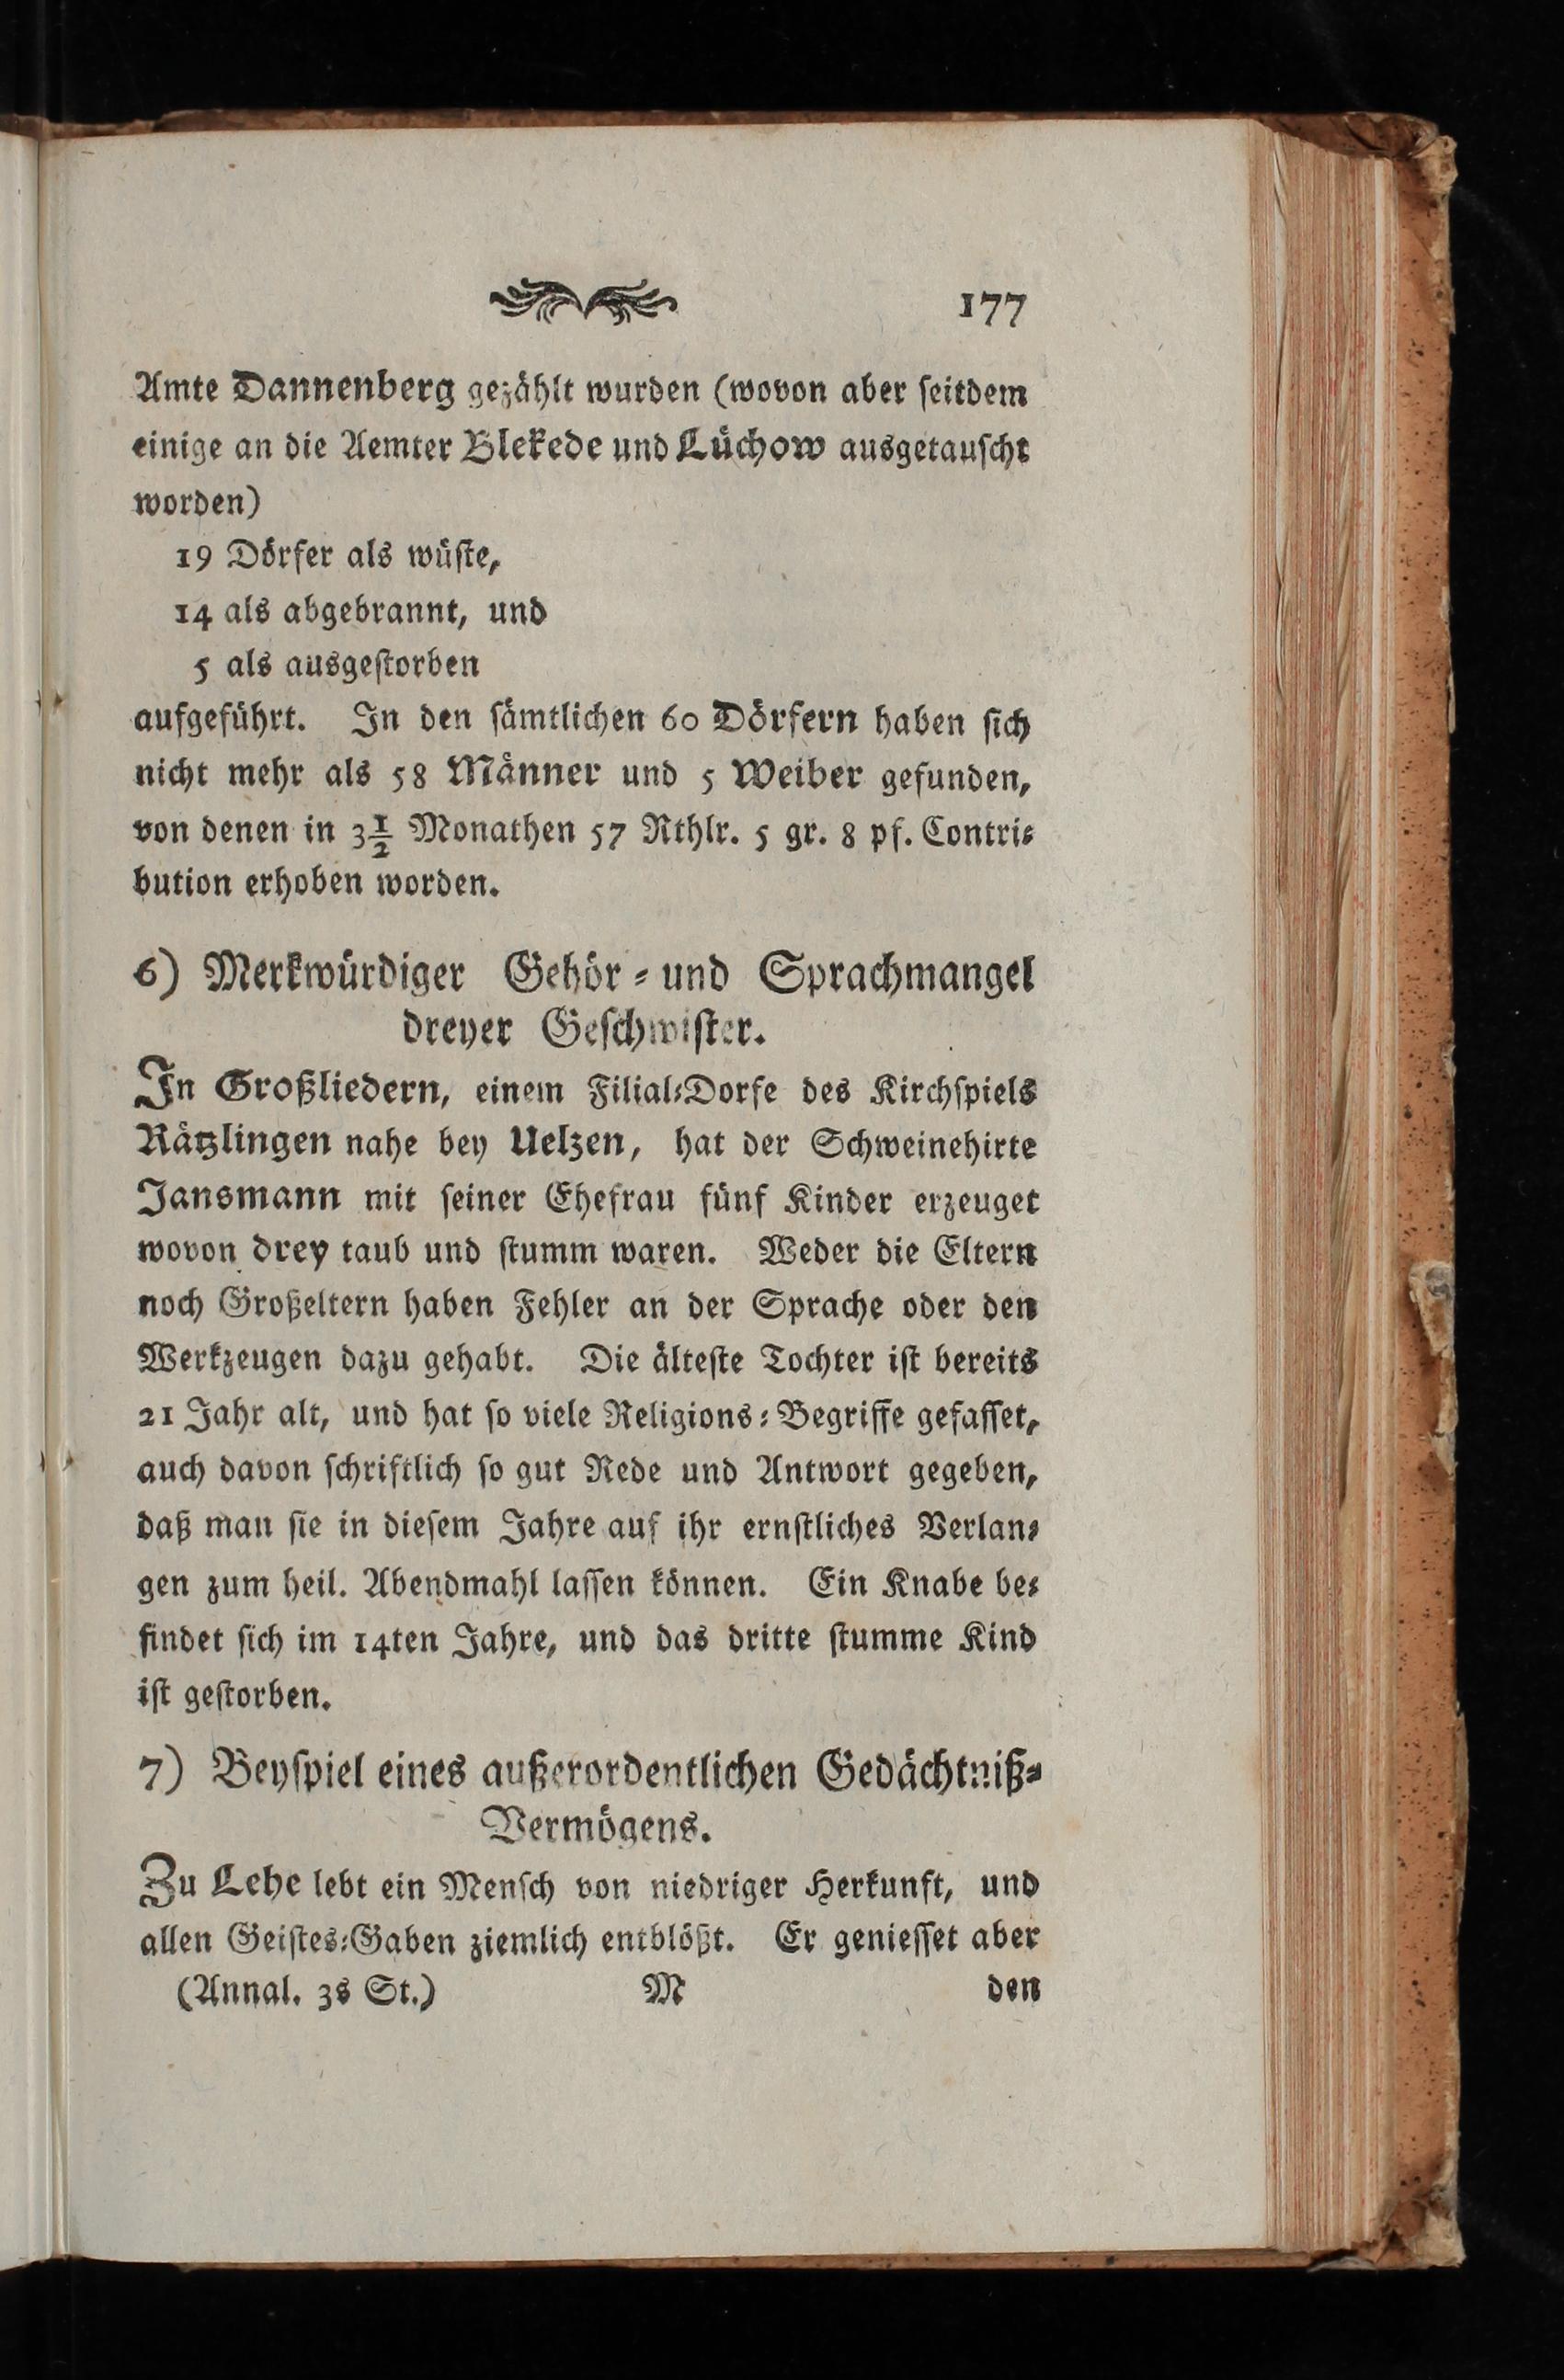 177
Amte Dannenberg gezählt wurden (wovon aber ſeitdem
einige an die Aemter Blekede und Lüchow ausgetauſcht
worden)
19 Dörfer als wüſte,
14 als abgebrannt, und
5 als ausgeſtorben
aufgeführt. In den ſämtlichen 60 Dörfern haben ſich
nicht mehr als 58 Männer und 5 Weiber gefunden,
von denen in 3½ Monathen 57 Rthlr. 5 gr. 8 pf. Contri⸗
bution erhoben worden.
6) Merkwürdiger Gehör⸗ und Sprachmangel
dreyer Geſchwiſter.
In Großliedern, einem Filial⸗Dorfe des Kirchſpiels
Rätzlingen nahe bey Uelzen, hat der Schweinehirte
Jansmann mit ſeiner Ehefrau fünf Kinder erzeuget
wovon drey taub und ſtumm waren. Weder die Eltern
noch Großeltern haben Fehler an der Sprache oder den
Werkzeugen dazu gehabt. Die älteſte Tochter iſt bereits
21 Jahr alt, und hat ſo viele Religions⸗Begriffe gefaſſet,
auch davon ſchriftlich ſo gut Rede und Antwort gegeben,
daß man ſie in dieſem Jahre auf ihr ernſtliches Verlan⸗
gen zum heil. Abendmahl laſſen können. Ein Knabe be⸗
findet ſich im 14ten Jahre, und das dritte ſtumme Kind
iſt geſtorben.
7) Beyſpiel eines außerordentlichen Gedächtniß⸗
Vermögens.
Zu Lehe lebt ein Menſch von niedriger Herkunft, und
allen Geiſtes⸗Gaben ziemlich entblößt. Er genieſſet aber
(Annal. 3s St.) M den